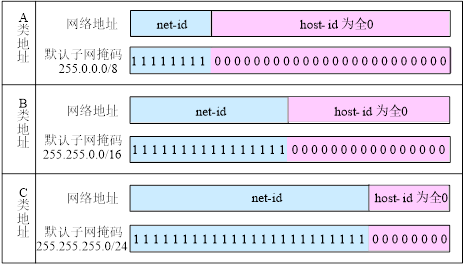 A类地址
网络地址 net-id host-id 为全0
默认子网掩码
255.0.0.0/8
1 1 1 1 1 1 1 1 0 0 0 0 0 0 0 0 0 0 0 0 0 0 0 0 0 0 0 0 0 0 0 0
B类地址
网络地址 net-id host-id 为全0
默认子网掩码
255.255.0.0/16
1 1 1 1 1 1 1 1 1 1 1 1 1 1 1 1 0 0 0 0 0 0 0 0 0 0 0 0 0 0 0 0
C类地址
网络地址 net-id host-id 为全0
默认子网掩码
255.255.255.0/24
1 1 1 1 1 1 1 1 1 1 1 1 1 1 1 1 1 1 1 1 1 1 1 1 0 0 0 0 0 0 0 0